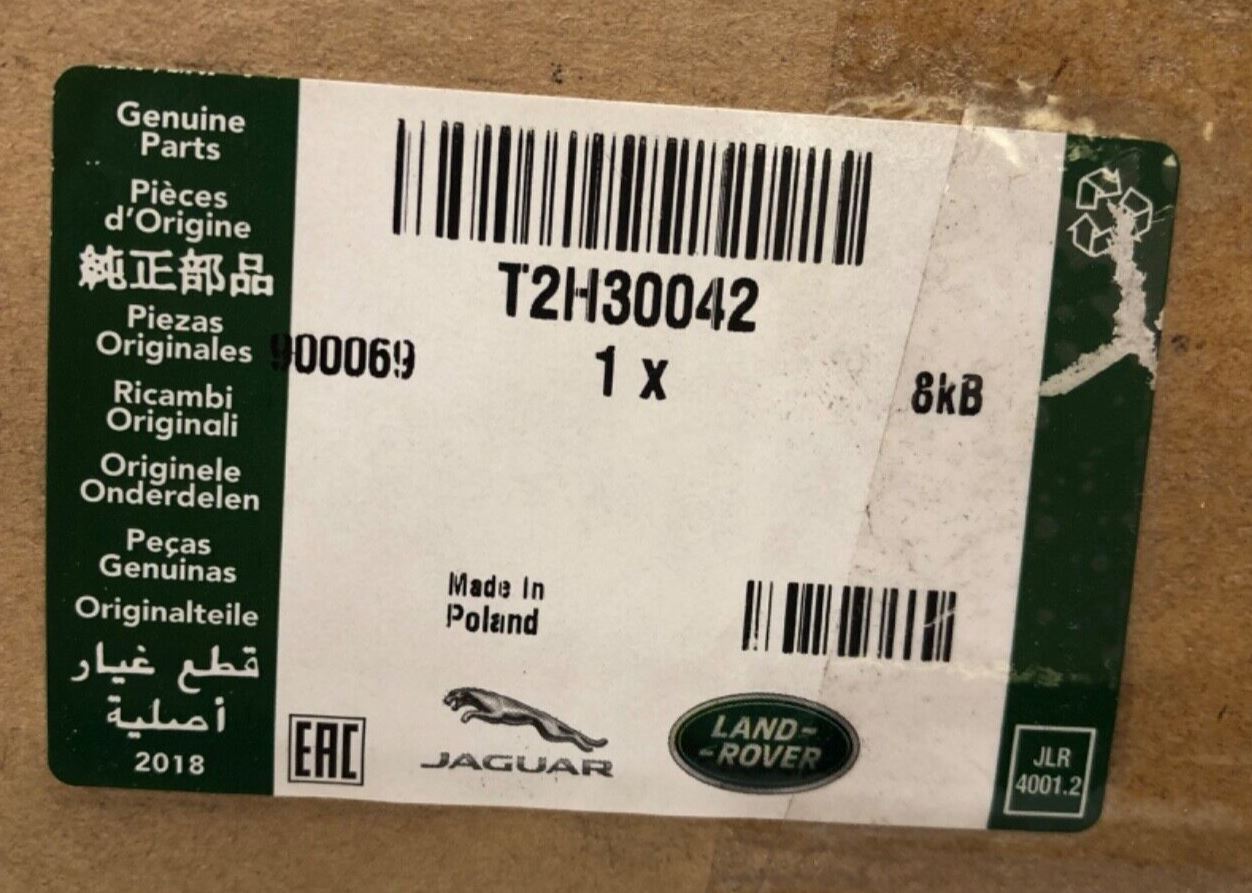 Genuine
Parts
Pièces
d'Origine
純正部品
Piezas
Originales
Ricambi
Originali
Originele
Onderdelen
Peças
Genuinas
Originalteile
قطع غيار
أصلية
2018
T2H30042
900069
1 x
8kB
Made In
Poland
EAC
JAGUAR
LAND-
-ROVER
JLR
4001.2